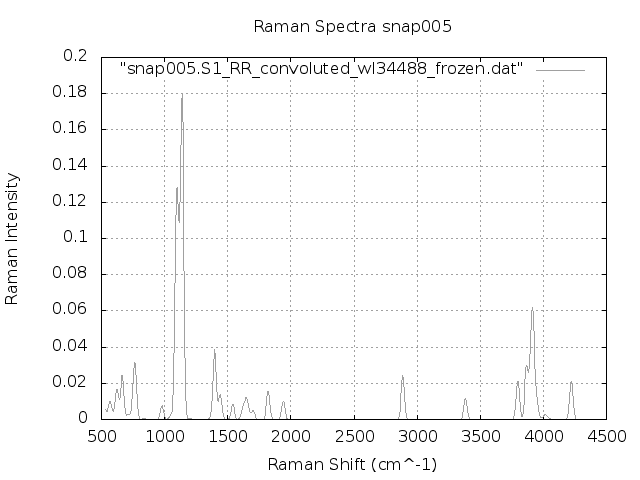 Raman Spectra snap005
"snap005.S1_RR_convoluted_wl34488_frozen.dat"
0.2
0.18
0.16
0.14
0.12
0.1
0.08
0.06
0.04
0.02
0
Raman Intensity
500 1000 1500 2000 2500 3000 3500 4000 4500
Raman Shift (cm^-1)